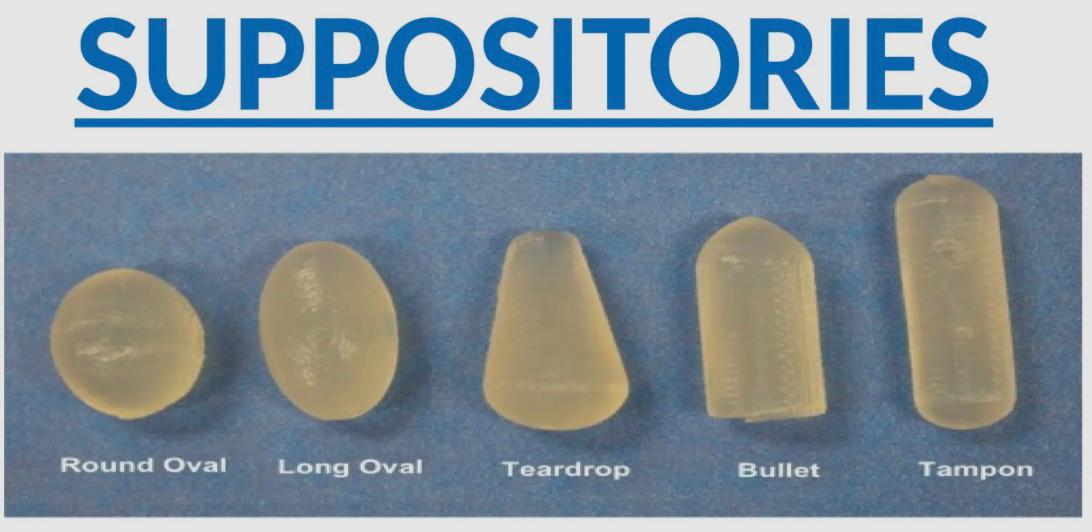 SUPPOSITORIES
Round Oval Long Oval Teardrop Bullet Tampon